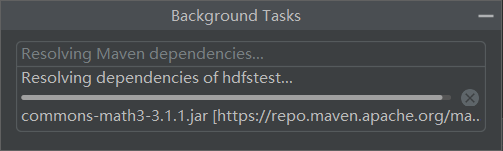 Background Tasks
Resolving Maven dependencies...
Resolving dependencies of hdfstest...
commons-math3-3.1.1.jar [https://repo.maven.apache.org/ma..